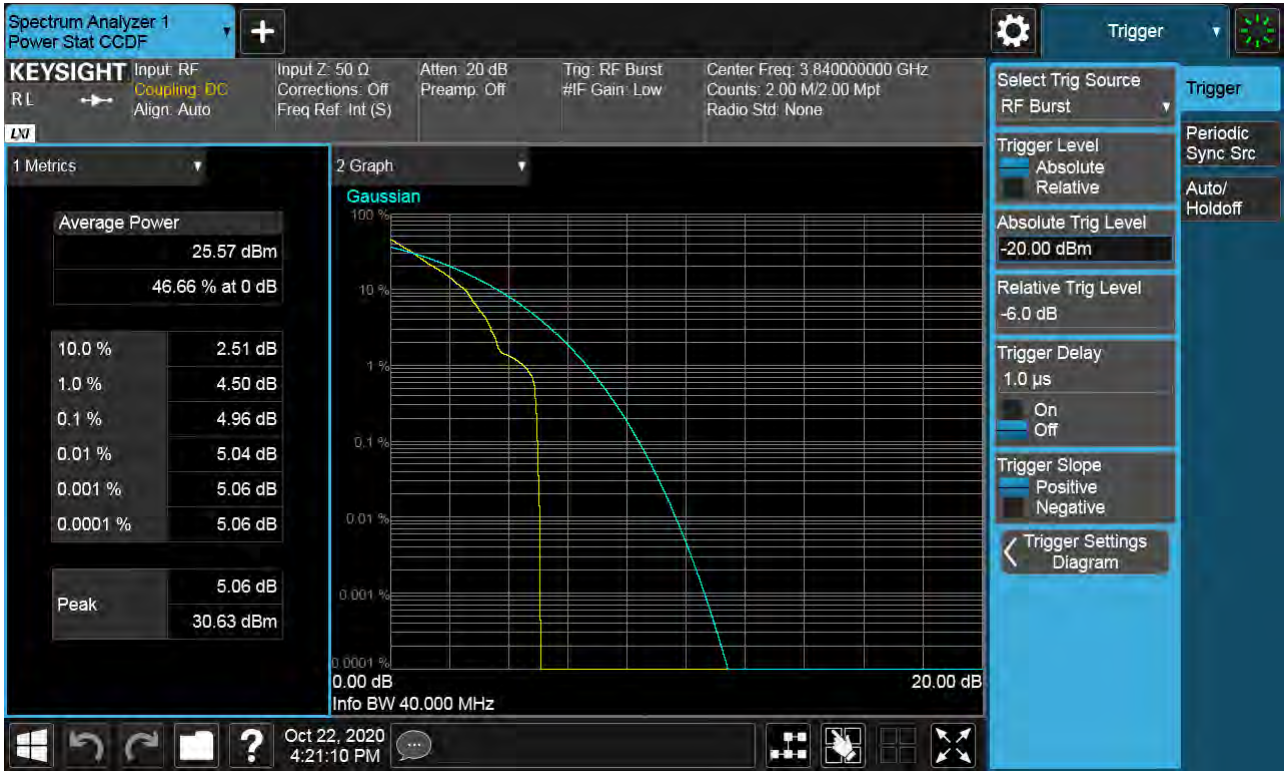 Spectrum Analyzer 1
Power Stat CCDF
+
Trigger
KEYSIGHT
RL
LXI
Input: RF
Coupling: DC
Align: Auto
Input Z: 50 Ω
Corrections: Off
Freq Ref: Int (S)
Atten: 20 dB
Preamp: Off
Trig: RF Burst
#IF Gain: Low
Center Freq: 3.840000000 GHz
Counts: 2.00 M/2.00 Mpt
Radio Std: None
1 Metrics
Average Power
25.57 dBm
46.66 % at 0 dB
10.0 % 2.51 dB
1.0 % 4.50 dB
0.1 % 4.96 dB
0.01 % 5.04 dB
0.001 % 5.06 dB
0.0001 % 5.06 dB
Peak
5.06 dB
30.63 dBm
2 Graph
Gaussian
100 %
10 %
1 %
0.1 %
0.01 %
0.001 %
0.0001 %
0.00 dB 20.00 dB
Info BW 40.000 MHz
Select Trig Source
RF Burst
Trigger Level
Absolute
Relative
Absolute Trig Level
-20.00 dBm
Relative Trig Level
-6.0 dB
Trigger Delay
1.0 µs
On
Off
Trigger Slope
Positive
Negative
Trigger Settings
Diagram
Trigger
Periodic
Sync Src
Auto/
Holdoff
?
Oct 22, 2020
4:21:10 PM